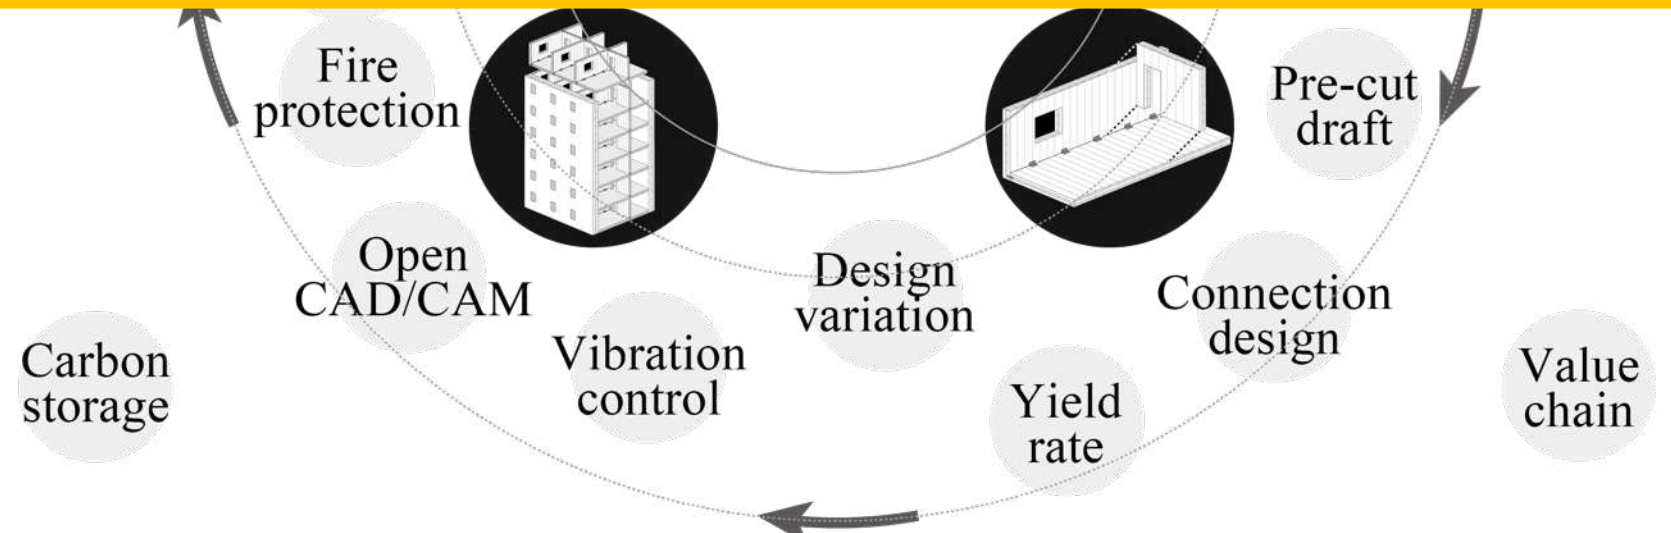 Fire
protection
Pre-cut
draft
Open
CAD/CAM
Design
variation
Connection
design
Carbon
storage
Vibration
control
Yield
rate
Value
chain